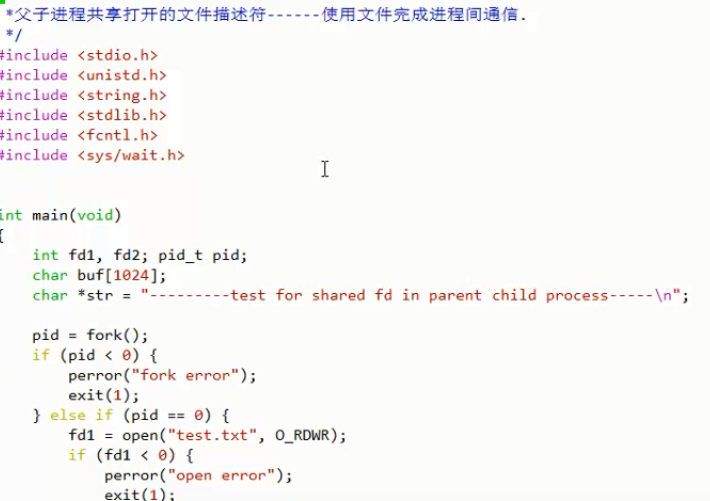 *父子进程共享打开的文件描述符------使用文件完成进程间通信.
*/
#include <stdio.h>
#include <unistd.h>
#include <string.h>
#include <stdlib.h>
#include <fcntl.h>
#include <sys/wait.h>
int main(void)
{
int fd1, fd2; pid_t pid;
char buf[1024];
char *str = "---------test for shared fd in parent child process-----\n";
pid = fork();
if (pid < 0) {
perror("fork error");
exit(1);
} else if (pid == 0) {
fd1 = open("test.txt", O_RDWR);
if (fd1 < 0) {
perror("open error");
exit(1);